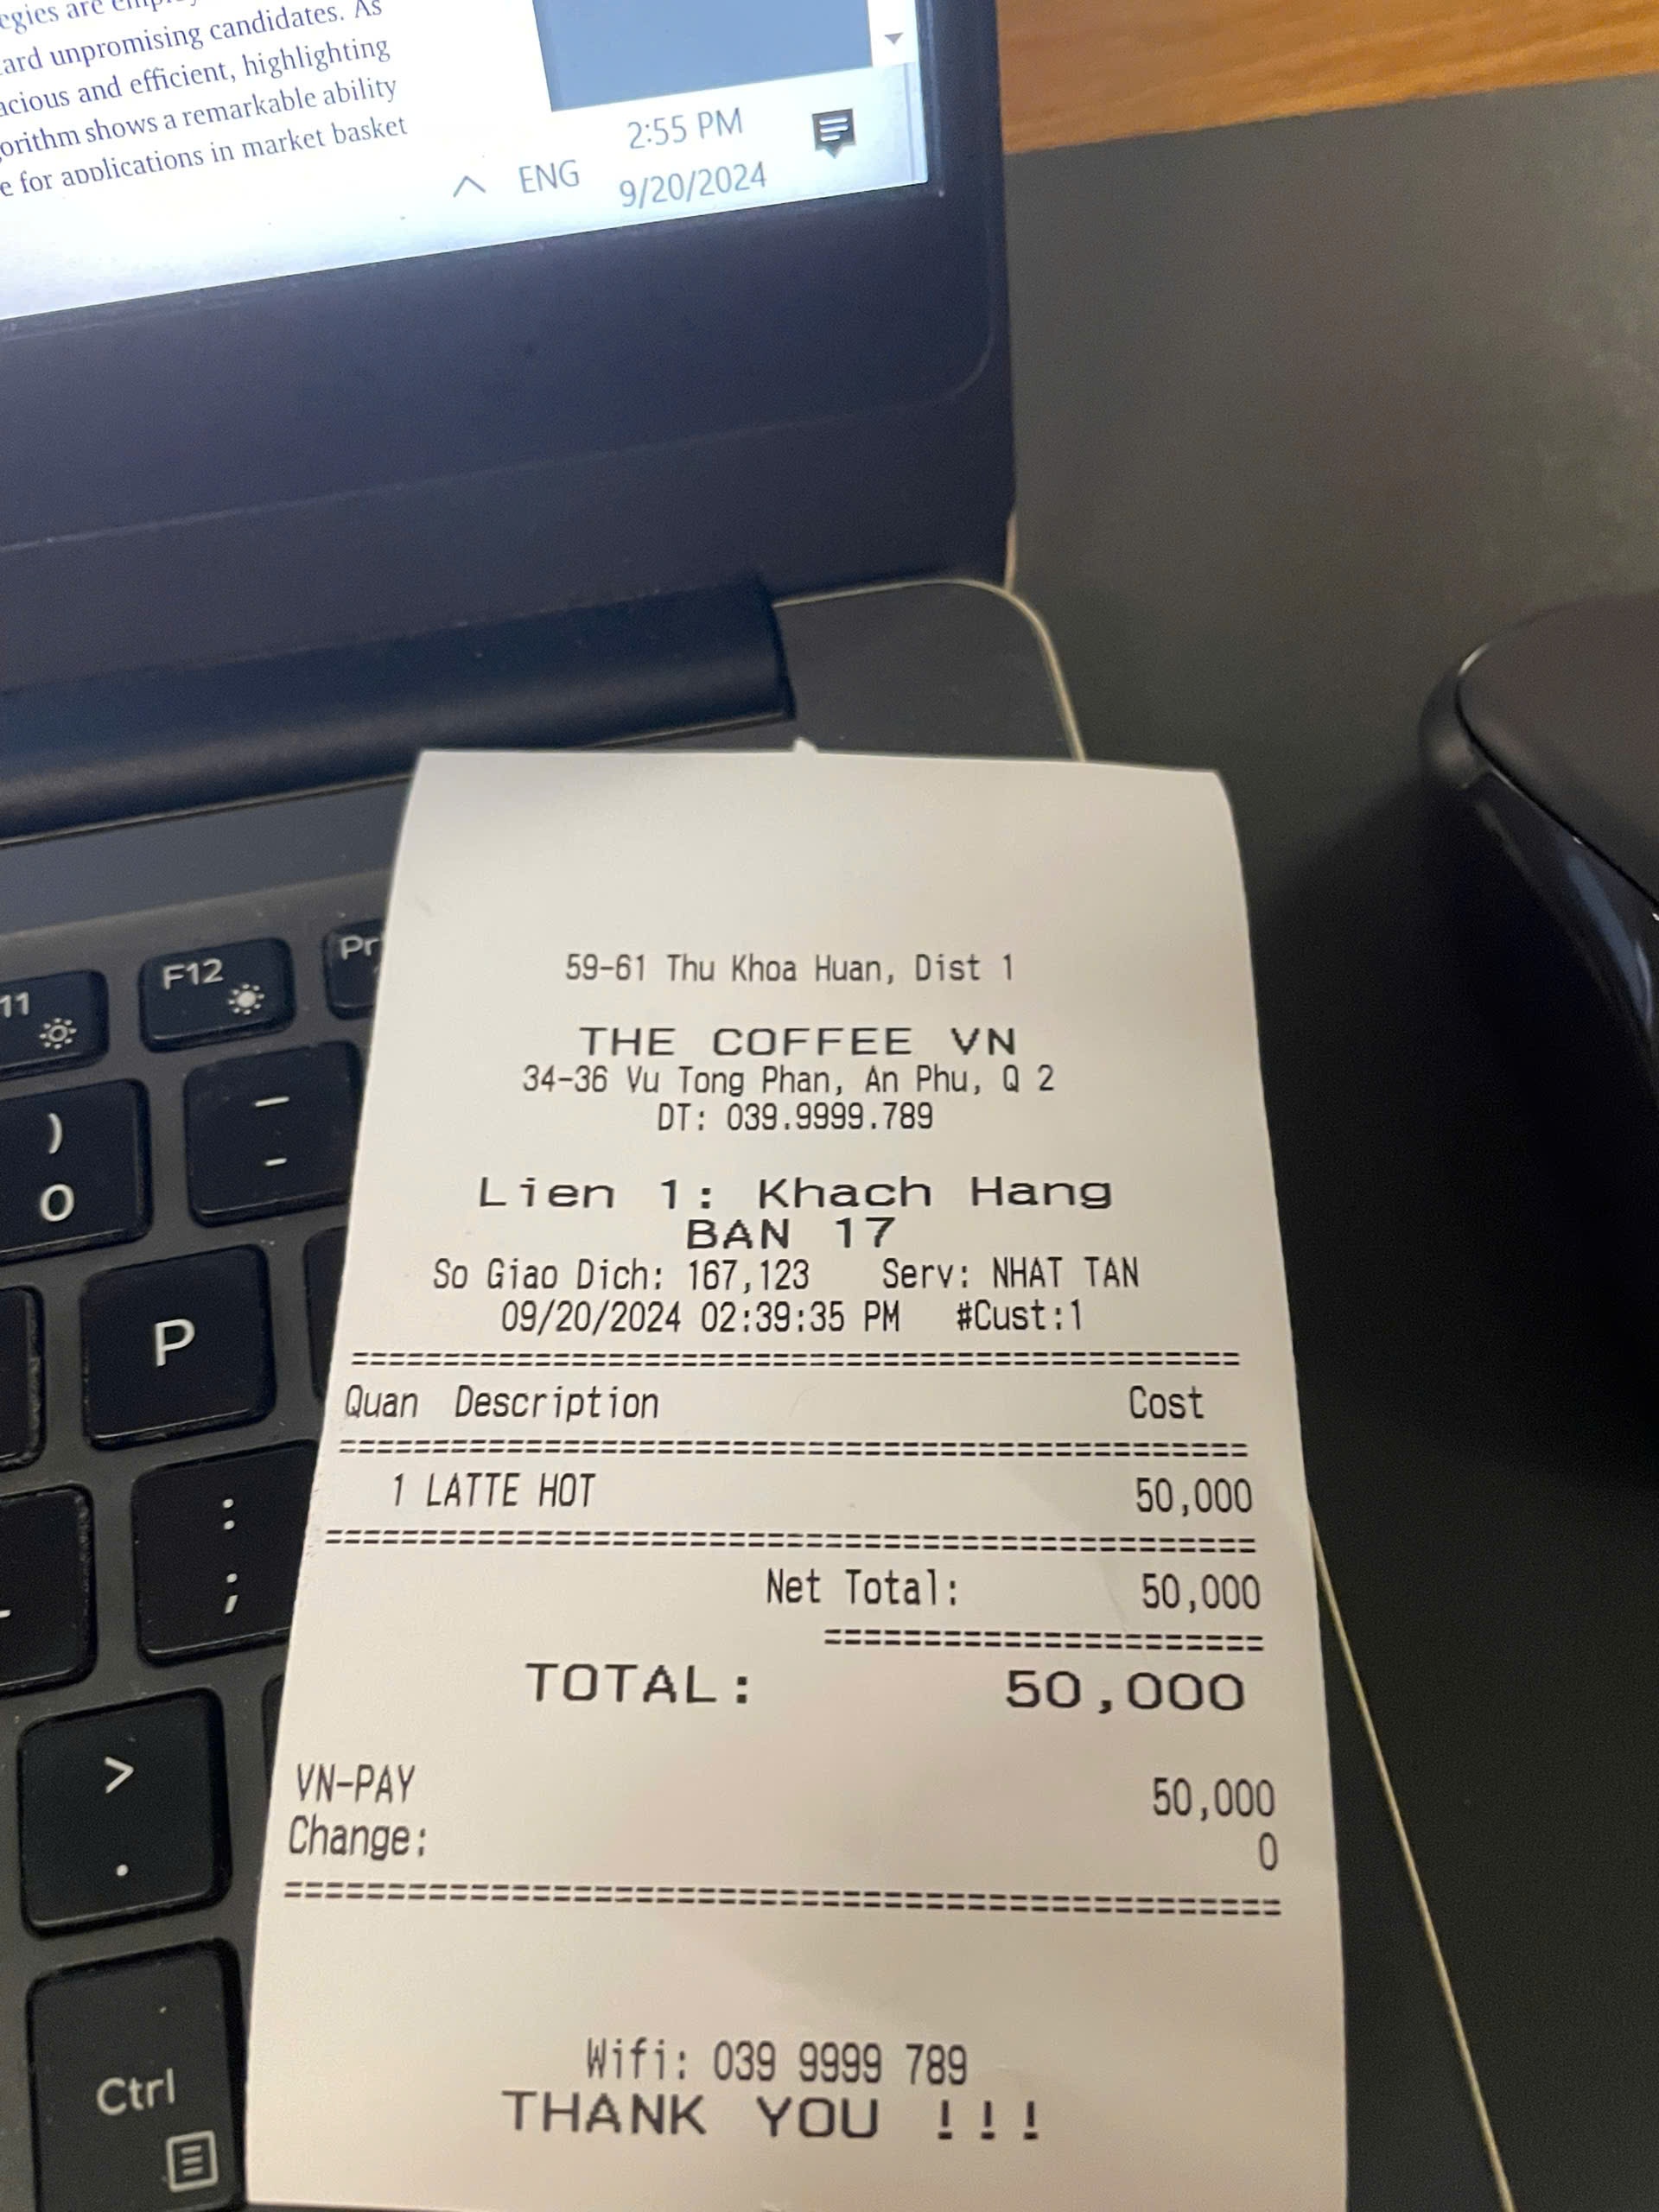 ard unpromising candidates. As
acious and efficient, highlighting
orithm shows a remarkable ability
e for applications in market basket
ENG
2:55 PM
9/20/2024
11
F12
Pr
)
0
P
:
;
>
.
Ctrl
59-61 Thu Khoa Huan, Dist 1
THE COFFEE VN
34-36 Vu Tong Phan, An Phu, Q 2
DT: 039.9999.789
Lien 1: Khach Hang
BAN 17
So Giao Dich: 167,123 Serv: NHAT TAN
09/20/2024 02:39:35 PM #Cust:1
Quan Description Cost
1 LATTE HOT 50,000
Net Total: 50,000
TOTAL: 50,000
VN-PAY 50,000
Change: 0
Wifi: 039 9999 789
THANK YOU !!!